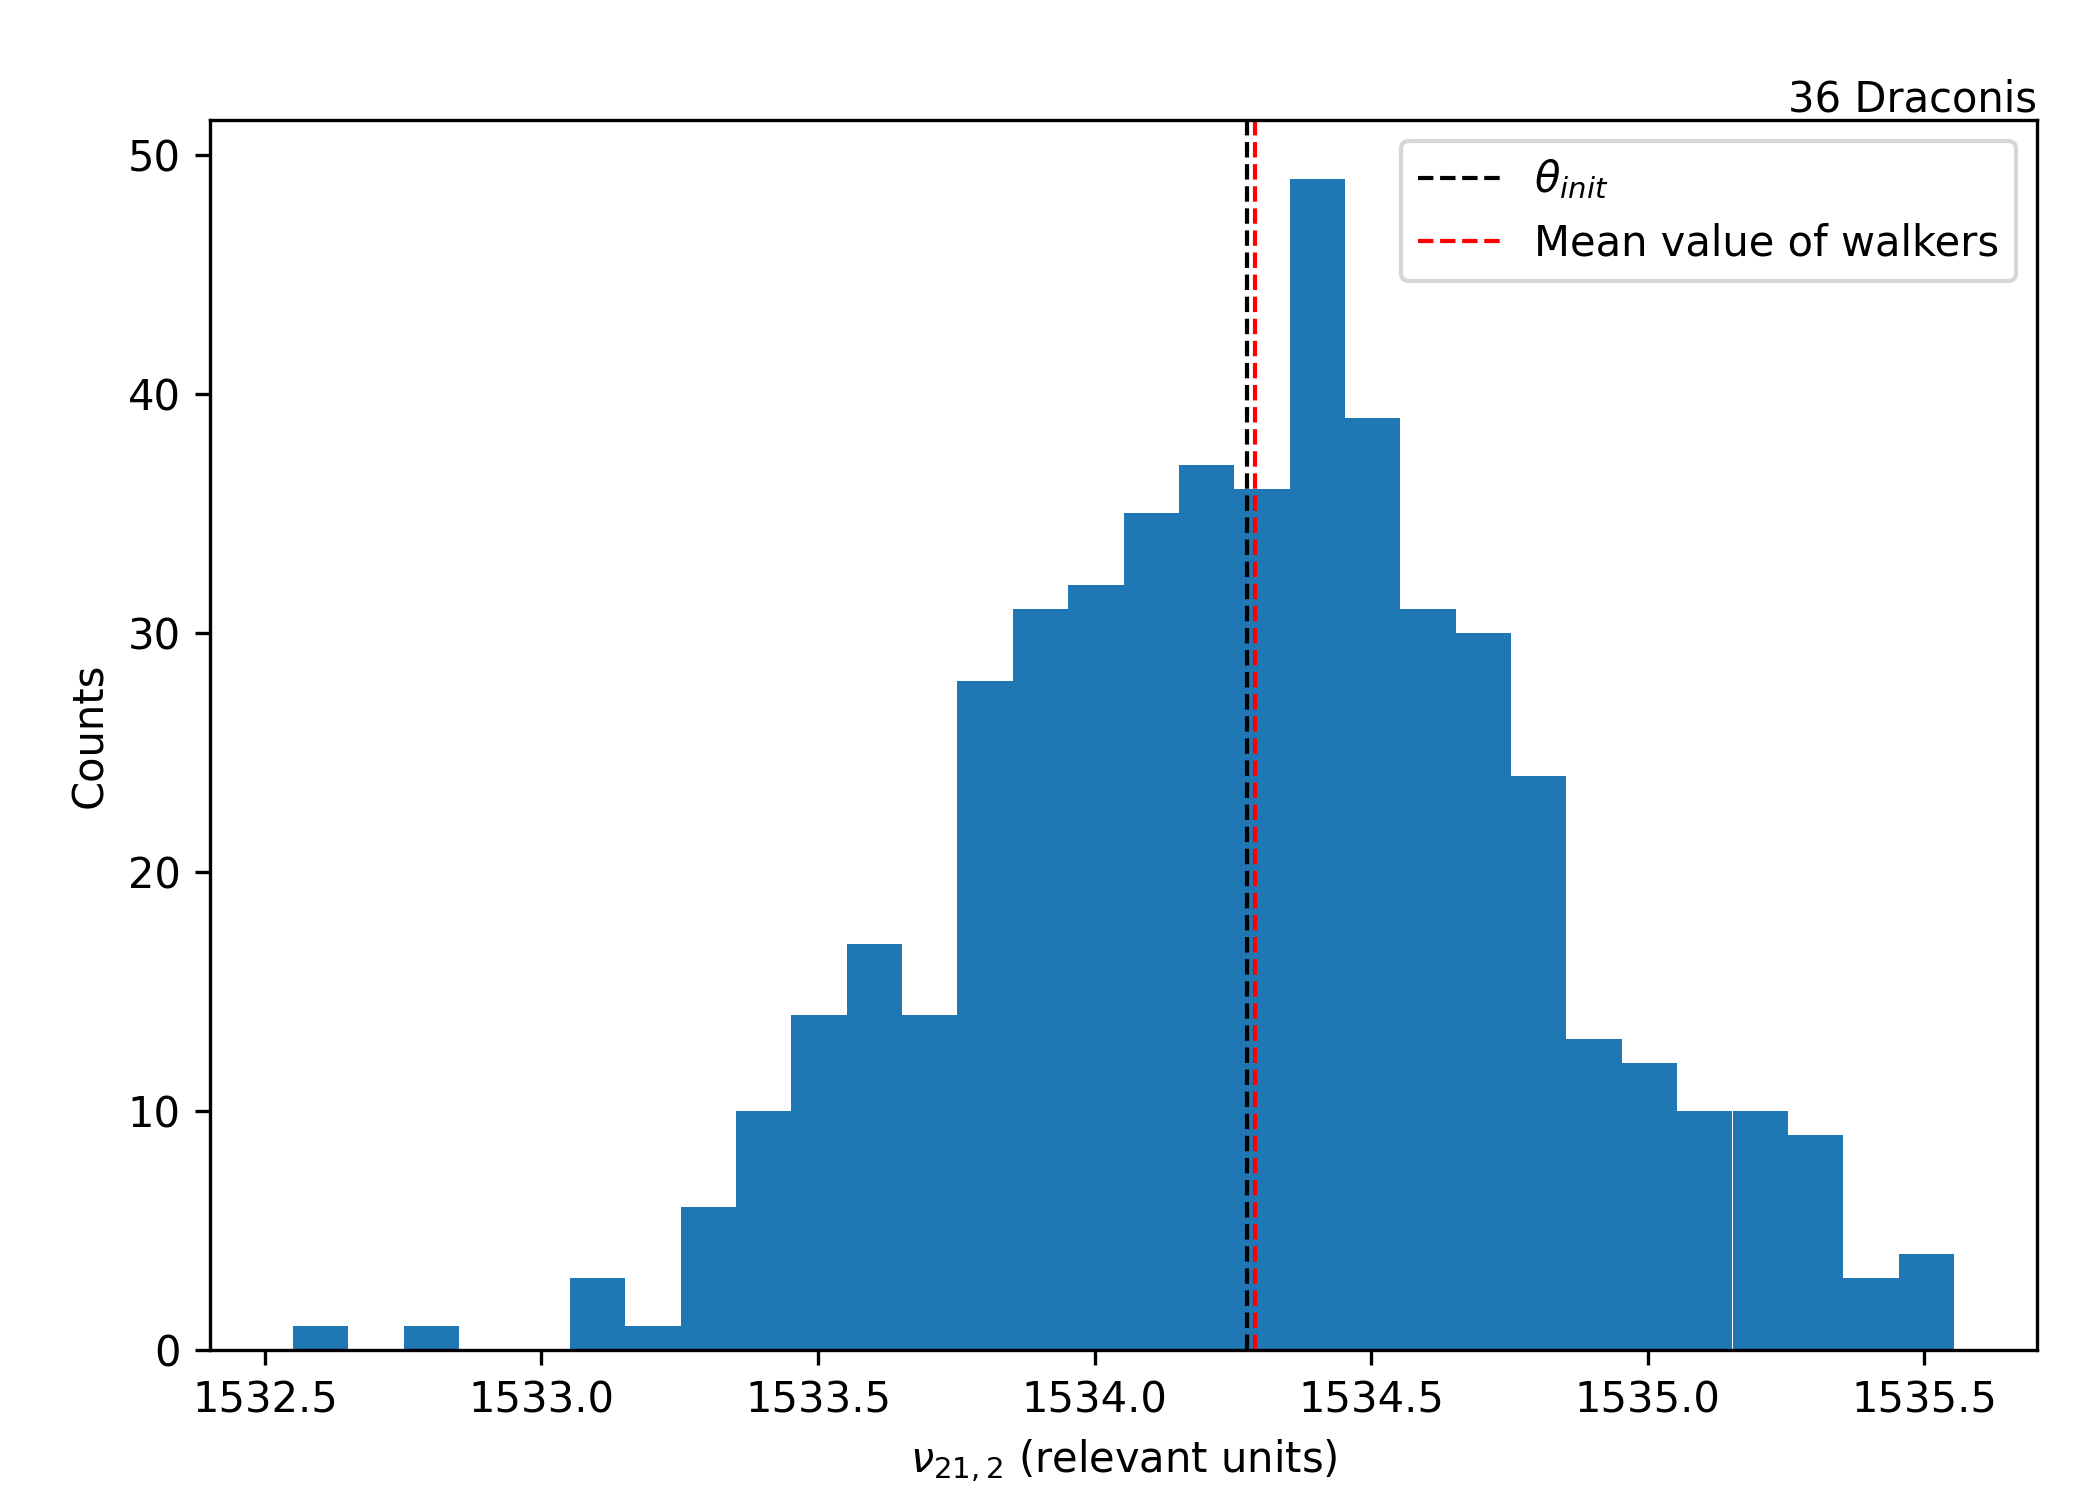 36 Draconis
θinit
Mean value of walkers
50
40
30
20
10
0
Counts
1532.5 1533.0 1533.5 1534.0 1534.5 1535.0 1535.5
ν21, 2 (relevant units)